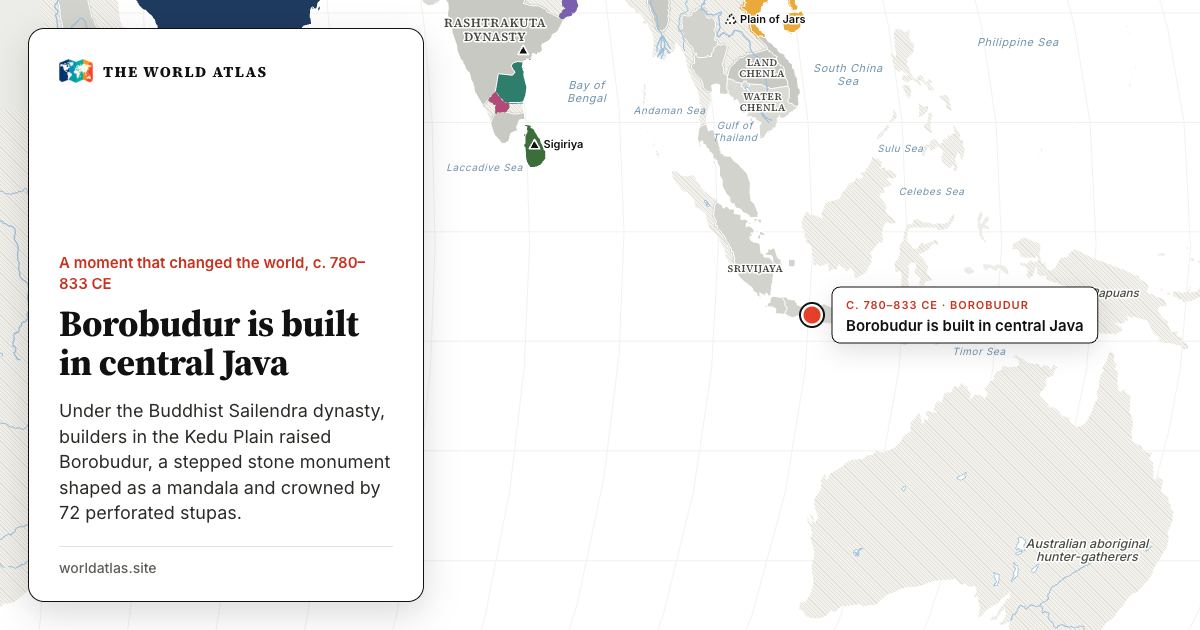 THE WORLD ATLAS
A moment that changed the world, c. 780–
833 CE
Borobudur is built
in central Java
Under the Buddhist Sailendra dynasty,
builders in the Kedu Plain raised
Borobudur, a stepped stone monument
shaped as a mandala and crowned by
72 perforated stupas.
worldatlas.site
RASHTRAKUTA
DYNASTY
Plain of Jars
Philippine Sea
LAND
CHENLA
South China
Sea
Bay of
Bengal
WATER
CHENLA
Andaman Sea
Gulf of
Thailand
Sigiriya
Sulu Sea
Laccadive Sea
Celebes Sea
SRIVIJAYA
Papuans
C. 780–833 CE · BOROBUDUR
Borobudur is built in central Java
Timor Sea
Australian aboriginal
hunter-gatherers